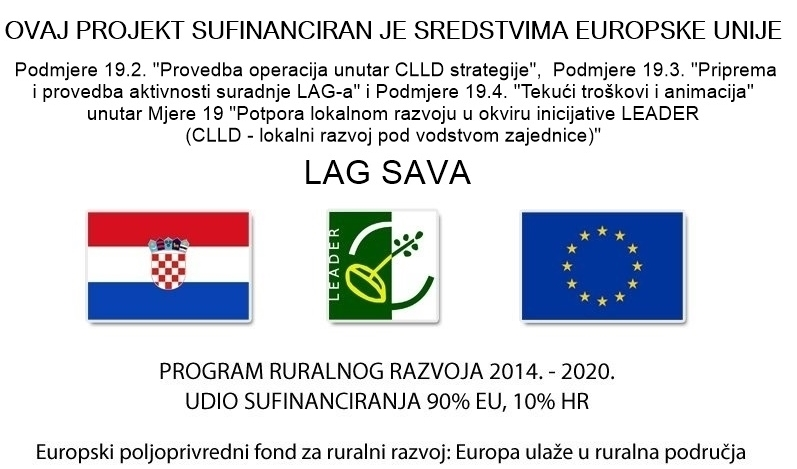 OVAJ PROJEKT SUFINANCIRAN JE SREDSTVIMA EUROPSKE UNIJE
Podmjere 19.2. "Provedba operacija unutar CLLD strategije", Podmjere 19.3. "Priprema
i provedba aktivnosti suradnje LAG-a" i Podmjere 19.4. "Tekući troškovi i animacija"
unutar Mjere 19 "Potpora lokalnom razvoju u okviru inicijative LEADER
(CLLD - lokalni razvoj pod vodstvom zajednice)"
LAG SAVA
LEADER
PROGRAM RURALNOG RAZVOJA 2014. - 2020.
UDIO SUFINANCIRANJA 90% EU, 10% HR
Europski poljoprivredni fond za ruralni razvoj: Europa ulaže u ruralna područja